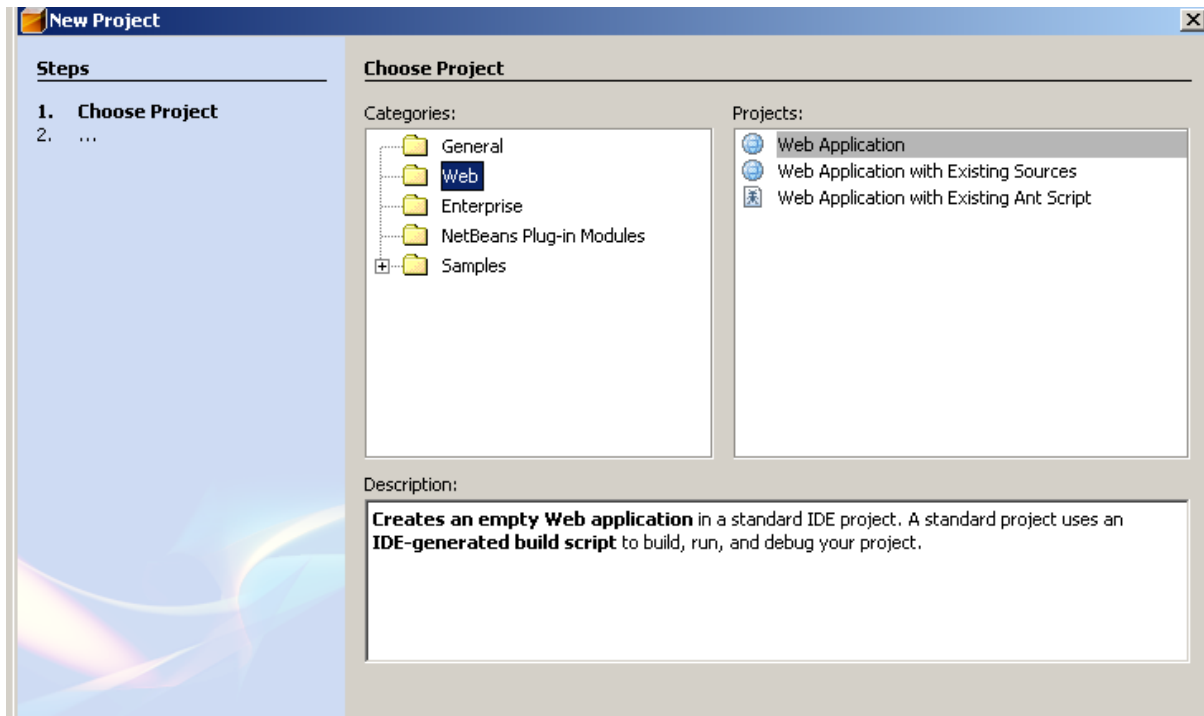 New Project
Steps
1. Choose Project
2. ...
Choose Project
Categories:
General
Web
Enterprise
NetBeans Plug-in Modules
Samples
Projects:
Web Application
Web Application with Existing Sources
Web Application with Existing Ant Script
Description:
Creates an empty Web application in a standard IDE project. A standard project uses an
IDE-generated build script to build, run, and debug your project.